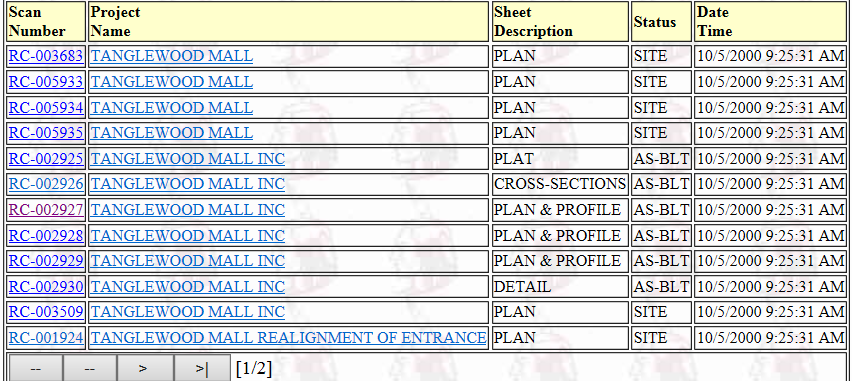 Scan Number Project Name Sheet Description Status Date Time
RC-003683 TANGLEWOOD MALL PLAN SITE 10/5/2000 9:25:31 AM
RC-005933 TANGLEWOOD MALL PLAN SITE 10/5/2000 9:25:31 AM
RC-005934 TANGLEWOOD MALL PLAN SITE 10/5/2000 9:25:31 AM
RC-005935 TANGLEWOOD MALL PLAN SITE 10/5/2000 9:25:31 AM
RC-002925 TANGLEWOOD MALL INC PLAT AS-BLT 10/5/2000 9:25:31 AM
RC-002926 TANGLEWOOD MALL INC CROSS-SECTIONS AS-BLT 10/5/2000 9:25:31 AM
RC-002927 TANGLEWOOD MALL INC PLAN & PROFILE AS-BLT 10/5/2000 9:25:31 AM
RC-002928 TANGLEWOOD MALL INC PLAN & PROFILE AS-BLT 10/5/2000 9:25:31 AM
RC-002929 TANGLEWOOD MALL INC PLAN & PROFILE AS-BLT 10/5/2000 9:25:31 AM
RC-002930 TANGLEWOOD MALL INC DETAIL AS-BLT 10/5/2000 9:25:31 AM
RC-003509 TANGLEWOOD MALL INC PLAN SITE 10/5/2000 9:25:31 AM
RC-001924 TANGLEWOOD MALL REALIGNMENT OF ENTRANCE PLAN SITE 10/5/2000 9:25:31 AM
-- -- > >| [1/2]